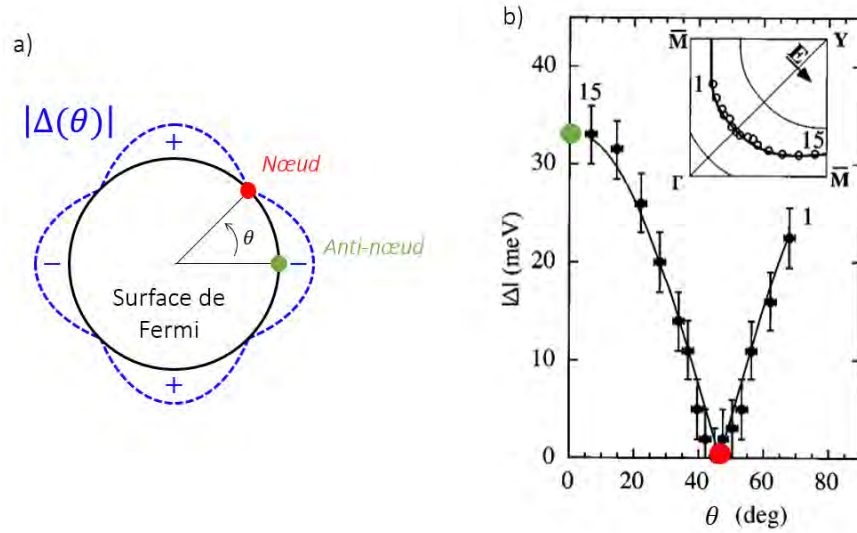 a)
|Δ(θ)|
+
Nœud
θ
−
−
Anti-nœud
Surface de
Fermi
+
b)
M̅
Y
E
1
15
Γ
M̅
40
30
20
10
0
|Δ| (meV)
15
1
0
20
40
60
80
θ (deg)